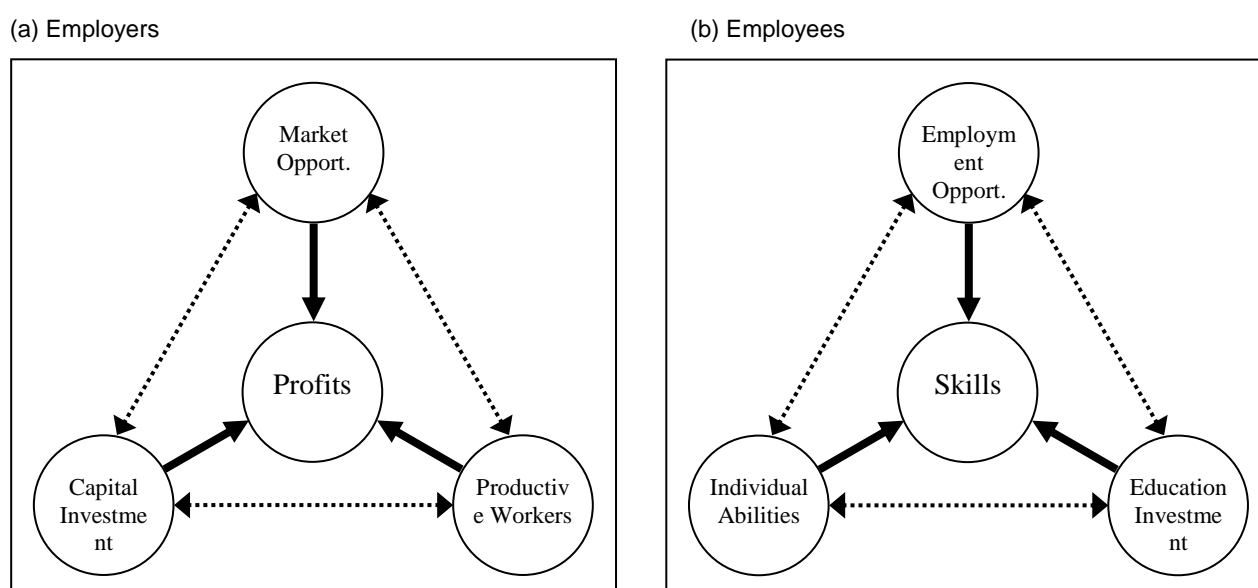 (a) Employers
Market
Opport.
Profits
Capital
Investme
nt
Productiv
e Workers
(b) Employees
Employm
ent
Opport.
Skills
Individual
Abilities
Education
Investme
nt